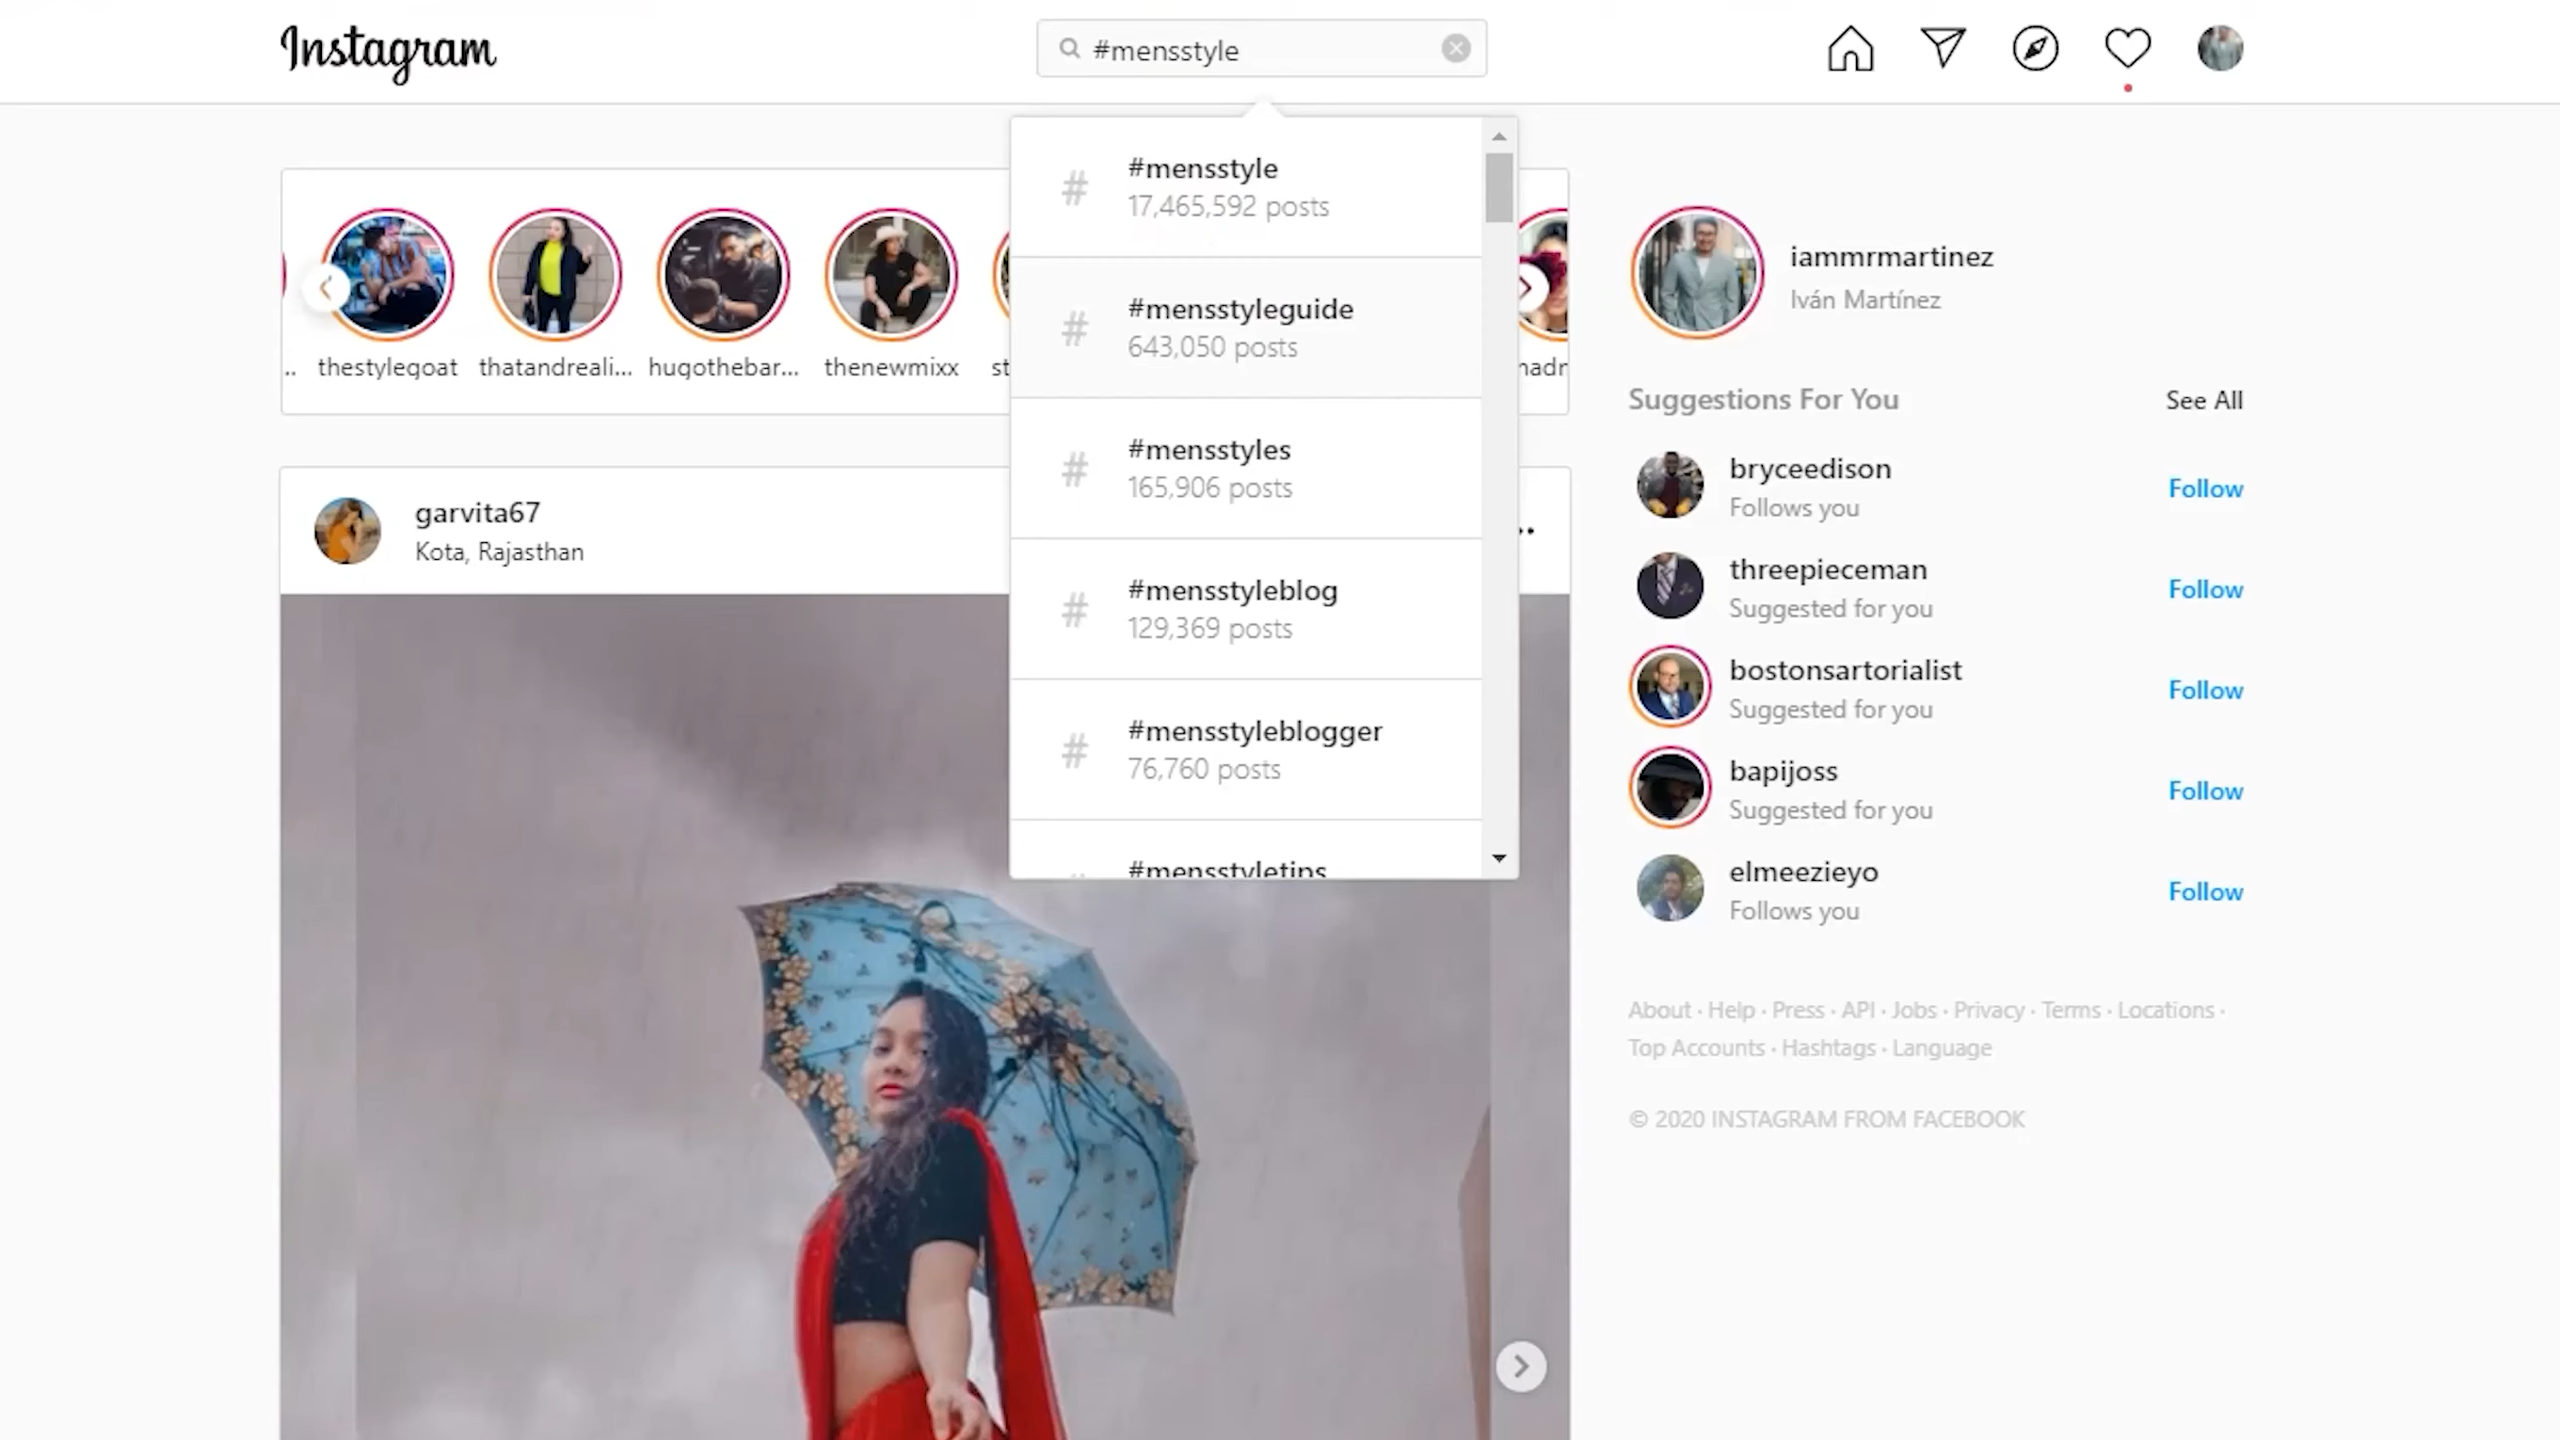 Instagram
#mensstyle
#mensstyle
17,465,592 posts
#mensstyleguide
643,050 posts
#mensstyles
165,906 posts
#mensstyleblog
129,369 posts
#mensstyleblogger
76,760 posts
#mensstyletips
.. thestylegoat thatandreali... hugothebar... thenewmixx st
nadr
garvita67
Kota, Rajasthan
iammrmartinez
Iván Martínez
Suggestions For You See All
bryceedison
Follows you
Follow
threepieceman
Suggested for you
Follow
bostonsartorialist
Suggested for you
Follow
bapijoss
Suggested for you
Follow
elmeezieyo
Follows you
Follow
About · Help · Press · API · Jobs · Privacy · Terms · Locations ·
Top Accounts · Hashtags · Language
© 2020 INSTAGRAM FROM FACEBOOK